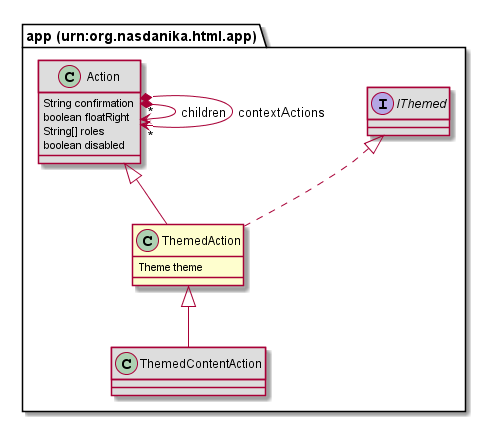 app (urn:org.nasdanika.html.app)
C Action
String confirmation
boolean floatRight
String[] roles
boolean disabled
*
*
children
contextActions
I IThemed
C ThemedAction
Theme theme
C ThemedContentAction